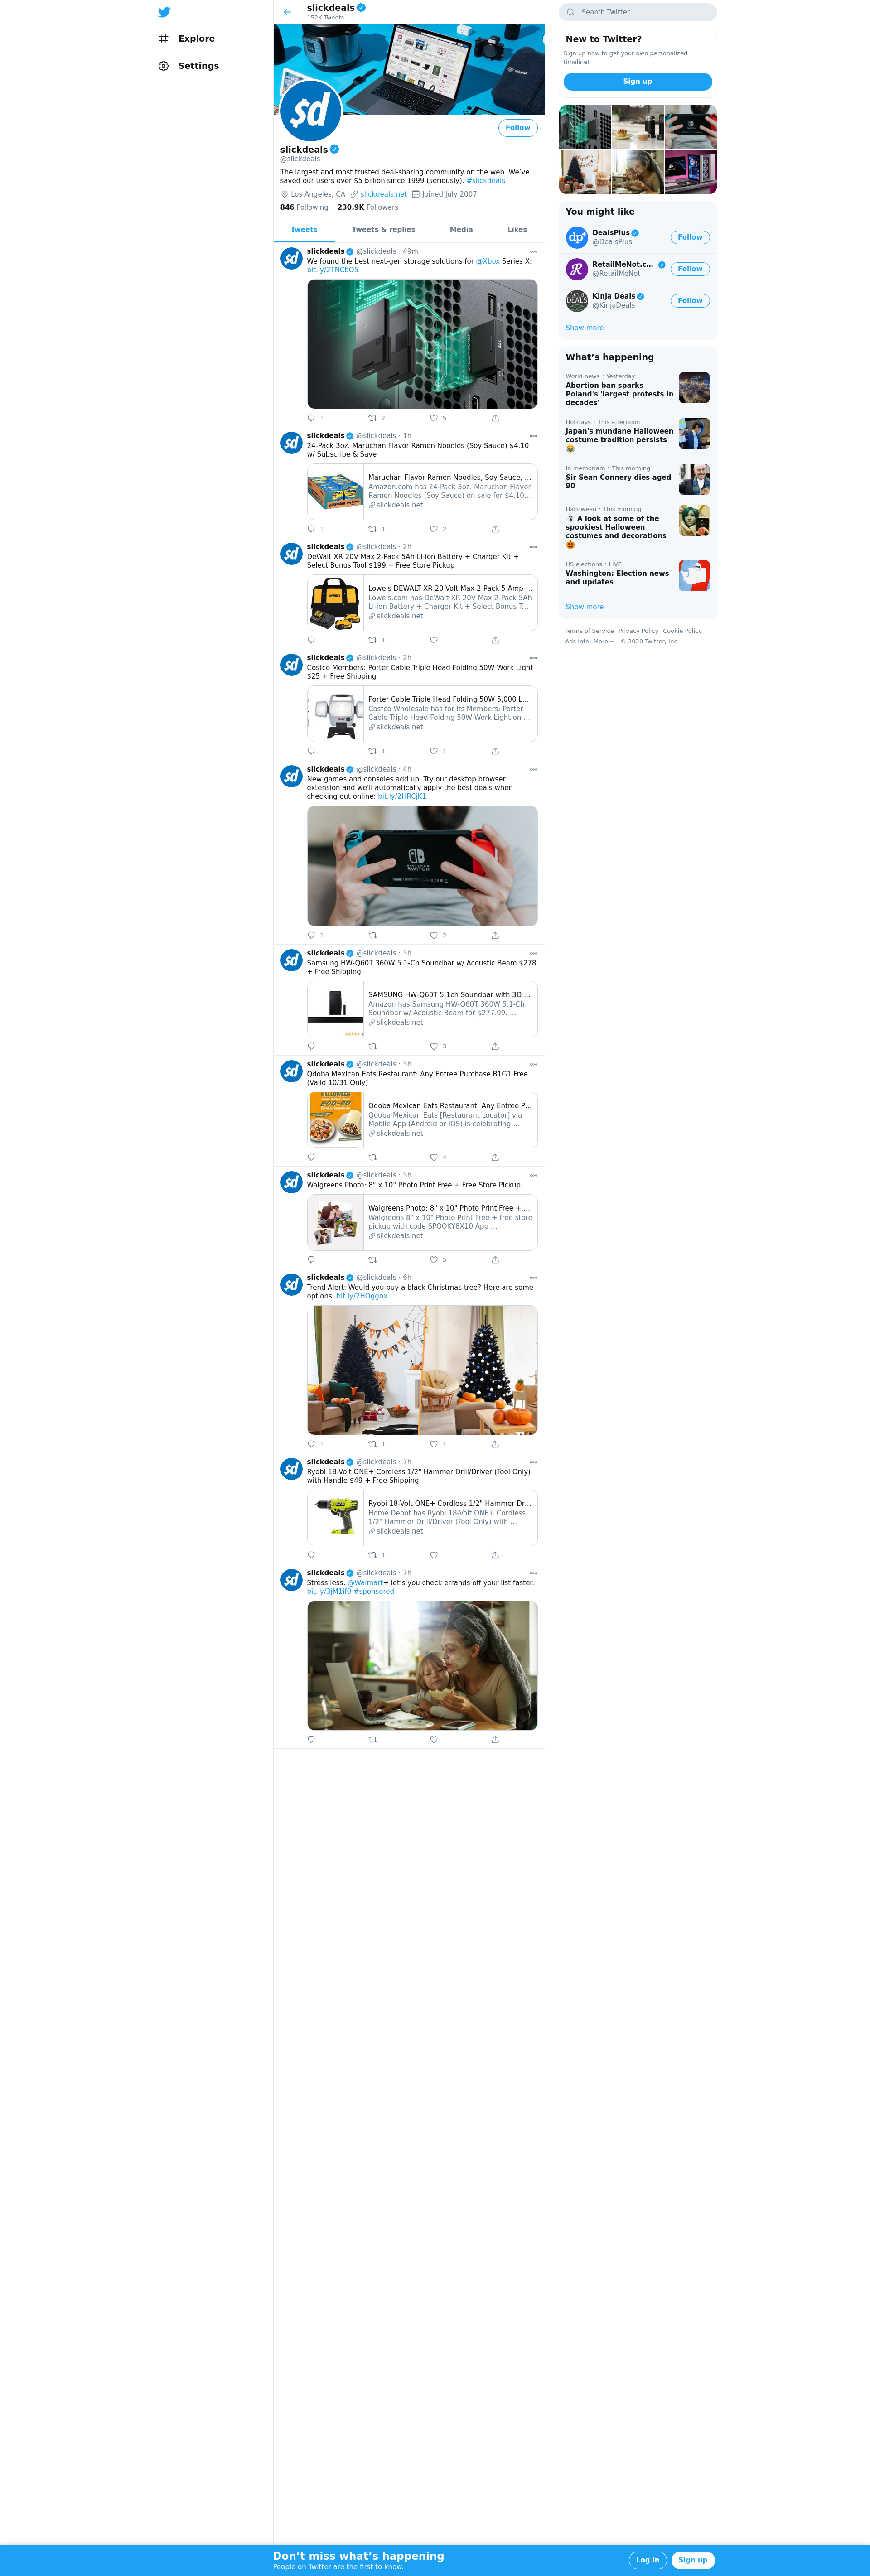 Explore
Settings
slickdeals
152K Tweets
$d
Follow
slickdeals
@slickdeals
The largest and most trusted deal-sharing community on the web. We've
saved our users over $5 billion since 1999 (seriously). #slickdeals
Los Angeles, CA slickdeals.net Joined July 2007
846 Following 230.9K Followers
Tweets Tweets & replies Media Likes
slickdeals @slickdeals · 49m
We found the best next-gen storage solutions for @Xbox Series X:
bit.ly/2TNCbO5
1 2 5
slickdeals @slickdeals · 1h
24-Pack 3oz. Maruchan Flavor Ramen Noodles (Soy Sauce) $4.10
w/ Subscribe & Save
Maruchan Flavor Ramen Noodles, Soy Sauce, ...
Amazon.com has 24-Pack 3oz. Maruchan Flavor
Ramen Noodles (Soy Sauce) on sale for $4.10...
slickdeals.net
1 1 2
slickdeals @slickdeals · 2h
DeWalt XR 20V Max 2-Pack 5Ah Li-ion Battery + Charger Kit +
Select Bonus Tool $199 + Free Store Pickup
Lowe's DEWALT XR 20-Volt Max 2-Pack 5 Amp-...
Lowe's.com has DeWalt XR 20V Max 2-Pack 5Ah
Li-ion Battery + Charger Kit + Select Bonus T...
slickdeals.net
1
slickdeals @slickdeals · 2h
Costco Members: Porter Cable Triple Head Folding 50W Work Light
$25 + Free Shipping
Porter Cable Triple Head Folding 50W 5,000 L...
Costco Wholesale has for its Members: Porter
Cable Triple Head Folding 50W Work Light on ...
slickdeals.net
1 1
slickdeals @slickdeals · 4h
New games and consoles add up. Try our desktop browser
extension and we'll automatically apply the best deals when
checking out online: bit.ly/2HRCjK1
NINTENDO
SWITCH
1 2
slickdeals @slickdeals · 5h
Samsung HW-Q60T 360W 5.1-Ch Soundbar w/ Acoustic Beam $278
+ Free Shipping
SAMSUNG HW-Q60T 5.1ch Soundbar with 3D ...
Amazon has Samsung HW-Q60T 360W 5.1-Ch
Soundbar w/ Acoustic Beam for $277.99. ...
slickdeals.net
3
slickdeals @slickdeals · 5h
Qdoba Mexican Eats Restaurant: Any Entree Purchase B1G1 Free
(Valid 10/31 Only)
HALLOWEEN
BOO-GO
Qdoba Mexican Eats Restaurant: Any Entree P...
Qdoba Mexican Eats [Restaurant Locator] via
Mobile App (Android or iOS) is celebrating ...
slickdeals.net
4
slickdeals @slickdeals · 5h
Walgreens Photo: 8" x 10" Photo Print Free + Free Store Pickup
Walgreens Photo: 8" x 10" Photo Print Free + ...
Walgreens 8" x 10" Photo Print Free + free store
pickup with code SPOOKY8X10 App ...
slickdeals.net
5
slickdeals @slickdeals · 6h
Trend Alert: Would you buy a black Christmas tree? Here are some
options: bit.ly/2HOggnx
1 1 1
slickdeals @slickdeals · 7h
Ryobi 18-Volt ONE+ Cordless 1/2" Hammer Drill/Driver (Tool Only)
with Handle $49 + Free Shipping
Ryobi 18-Volt ONE+ Cordless 1/2" Hammer Dr...
Home Depot has Ryobi 18-Volt ONE+ Cordless
1/2" Hammer Drill/Driver (Tool Only) with ...
slickdeals.net
1
slickdeals @slickdeals · 7h
Stress less: @Walmart+ let's you check errands off your list faster.
bit.ly/3jM1if0 #sponsored
Search Twitter
New to Twitter?
Sign up now to get your own personalized
timeline!
Sign up
You might like
DealsPlus
@DealsPlus
Follow
RetailMeNot.c...
@RetailMeNot
Follow
Kinja Deals
@KinjaDeals
Follow
Show more
What's happening
World news · Yesterday
Abortion ban sparks
Poland's 'largest protests in
decades'
Holidays · This afternoon
Japan's mundane Halloween
costume tradition persists
😂
In memoriam · This morning
Sir Sean Connery dies aged
90
Halloween · This morning
A look at some of the
spookiest Halloween
costumes and decorations
🎃
US elections · LIVE
Washington: Election news
and updates
Show more
Terms of Service Privacy Policy Cookie Policy
Ads info More © 2020 Twitter, Inc.
Don't miss what's happening
People on Twitter are the first to know.
Log in Sign up